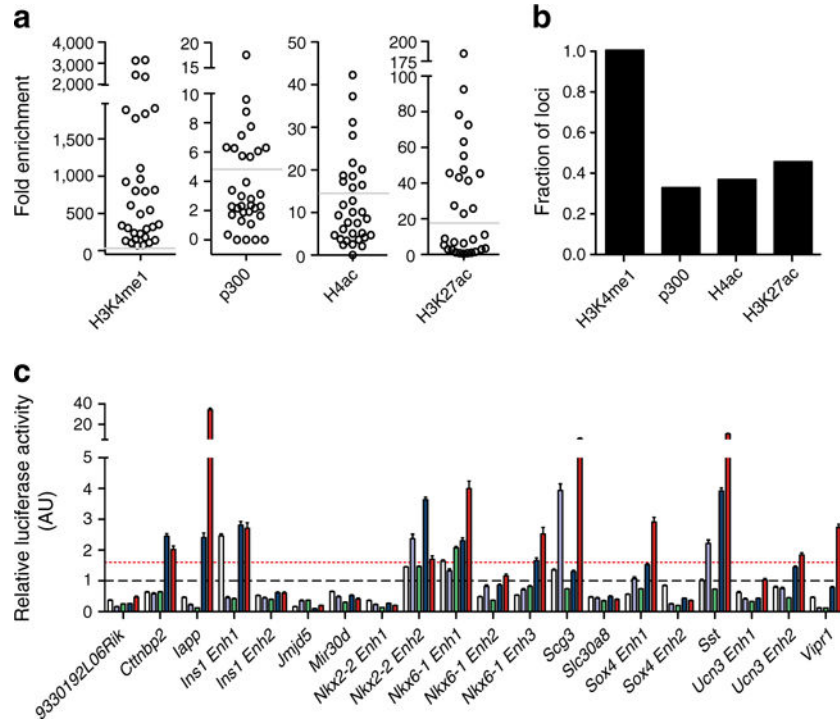 a
Fold enrichment
4,000
3,000
2,000
1,500
1,000
500
0
H3K4me1
20
15
10
8
6
4
2
0
p300
50
40
30
20
10
0
H4ac
200
175
100
80
60
40
20
0
H3K27ac
b
Fraction of loci
1.0
0.8
0.6
0.4
0.2
0.0
H3K4me1
p300
H4ac
H3K27ac
c
Relative luciferase activity
(AU)
40
20
5
4
3
2
1
0
9330192L06Rik
Cttnbp2
Iapp
Ins1 Enh1
Ins1 Enh2
Jmjd5
Mir30d
Nkx2-2 Enh1
Nkx2-2 Enh2
Nkx6-1 Enh1
Nkx6-1 Enh2
Nkx6-1 Enh3
Scg3
Slc30a8
Sox4 Enh1
Sox4 Enh2
Sst
Ucn3 Enh1
Ucn3 Enh2
Vipr1